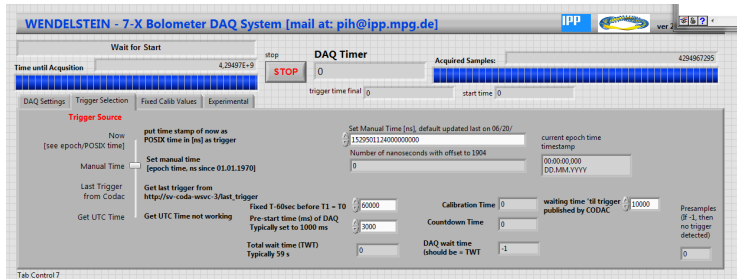 WENDELSTEIN - 7-X Bolometer DAQ System [mail at: pih@ipp.mpg.de]
IPP
Wait for Start
Time until Acqusition
4,29497E+9
stop
STOP
DAQ Timer
0
Acquired Samples:
4294967295
trigger time final
0
start time
0
DAQ Settings
Trigger Selection
Fixed Calib Values
Experimental
Trigger Source
Now
[see epoch/POSIX time]
put time stamp of now as
POSIX time in [ns] as trigger
Manual Time
Set manual time
[epoch time, ns since 01.01.1970]
Last Trigger
from Codac
Get last trigger from
http://sv-coda-wsvc-3/last_trigger
Get UTC Time
Get UTC Time not working
Set Manual Time [ns], default updated last on 06/20/
1529501124000000000
Number of nanoseconds with offset to 1904
0
current epoch time
timestamp
00:00:00,000
DD.MM.YYYY
Fixed T-60sec before T1 = T0
60000
Pre-start time (ms) of DAQ
Typically set to 1000 ms
3000
Total wait time (TWT)
Typically 59 s
0
Calibration Time
0
Countdown Time
0
DAQ wait time
(should be = TWT
-1
waiting time 'til trigger
published by CODAC
10000
Presamples
(If -1, then
no trigger
detected)
0
Tab Control 7